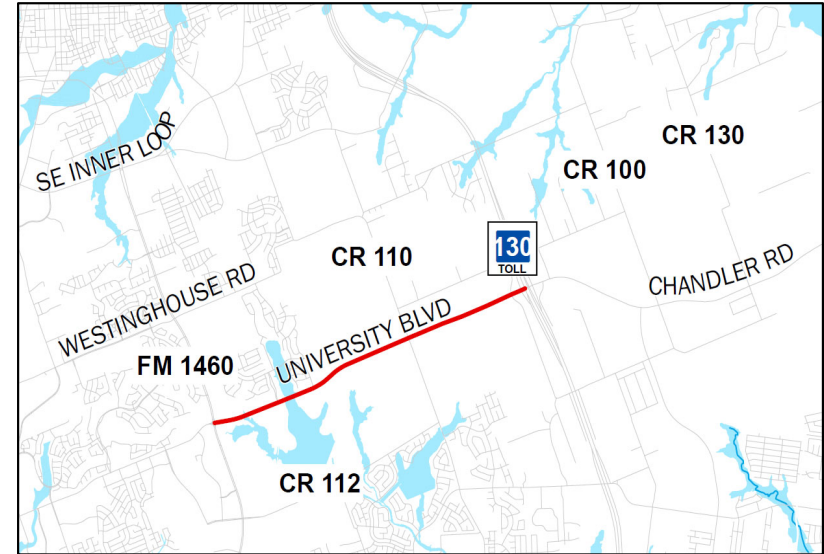 SE INNER LOOP
CR 130
CR 100
CR 110
130
TOLL
CHANDLER RD
WESTINGHOUSE RD
UNIVERSITY BLVD
FM 1460
CR 112